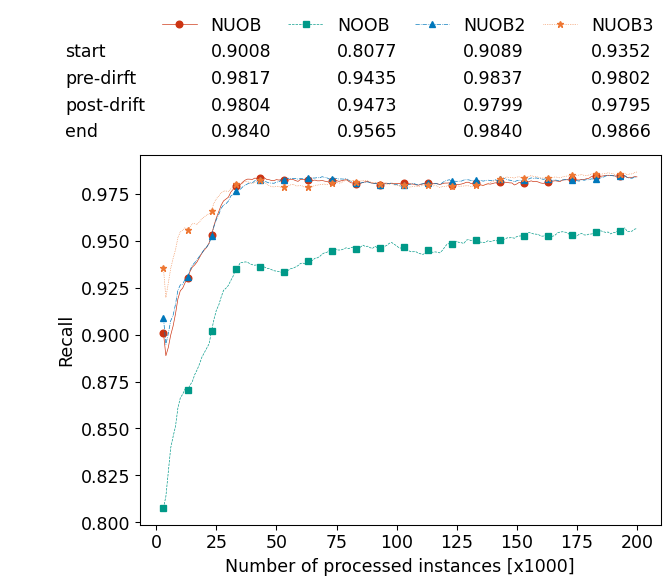 NUOB NOOB NUOB2 NUOB3
start 0.9008 0.8077 0.9089 0.9352
pre-dirft 0.9817 0.9435 0.9837 0.9802
post-drift 0.9804 0.9473 0.9799 0.9795
end 0.9840 0.9565 0.9840 0.9866
0.975
0.950
0.925
0.900
0.875
0.850
0.825
0.800
Recall
0 25 50 75 100 125 150 175 200
Number of processed instances [x1000]